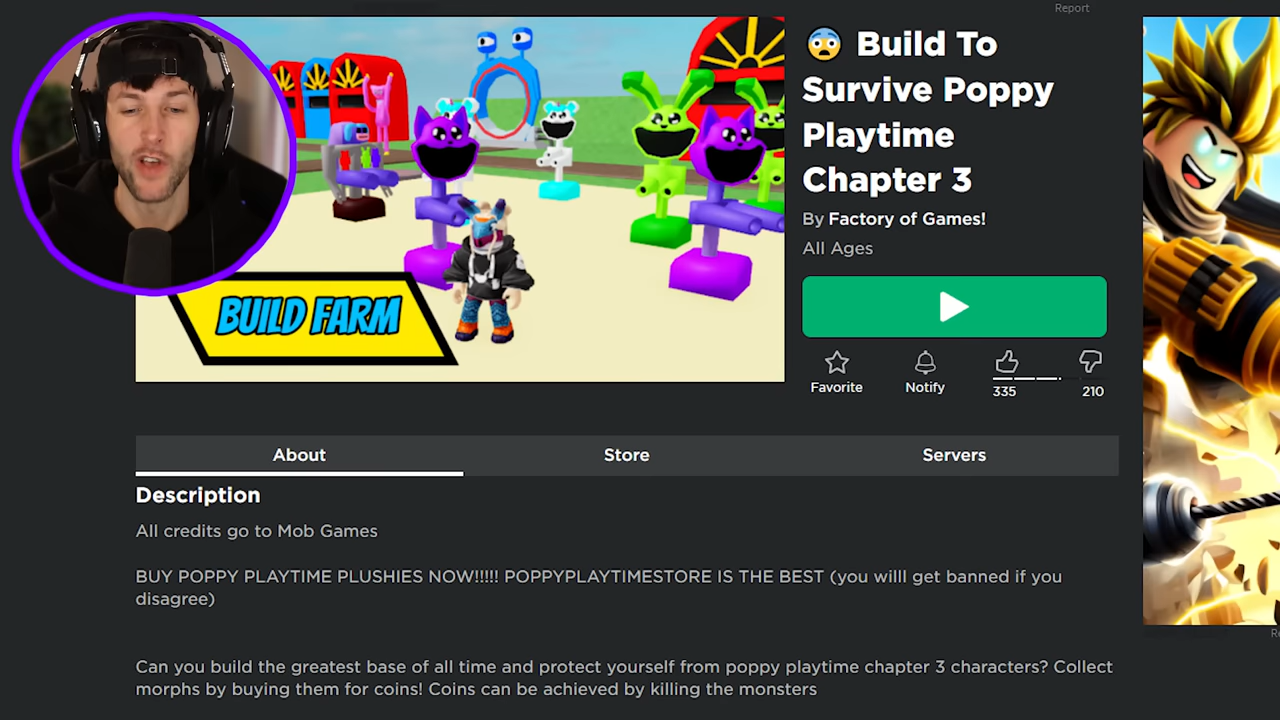 Report
😨 Build To
Survive Poppy
Playtime
Chapter 3
By Factory of Games!
All Ages
BUILD FARM
Favorite
Notify
335
210
About
Store
Servers
Description
All credits go to Mob Games
BUY POPPY PLAYTIME PLUSHIES NOW!!!!! POPPYPLAYTIMESTORE IS THE BEST (you willl get banned if you
disagree)
Can you build the greatest base of all time and protect yourself from poppy playtime chapter 3 characters? Collect
morphs by buying them for coins! Coins can be achieved by killing the monsters